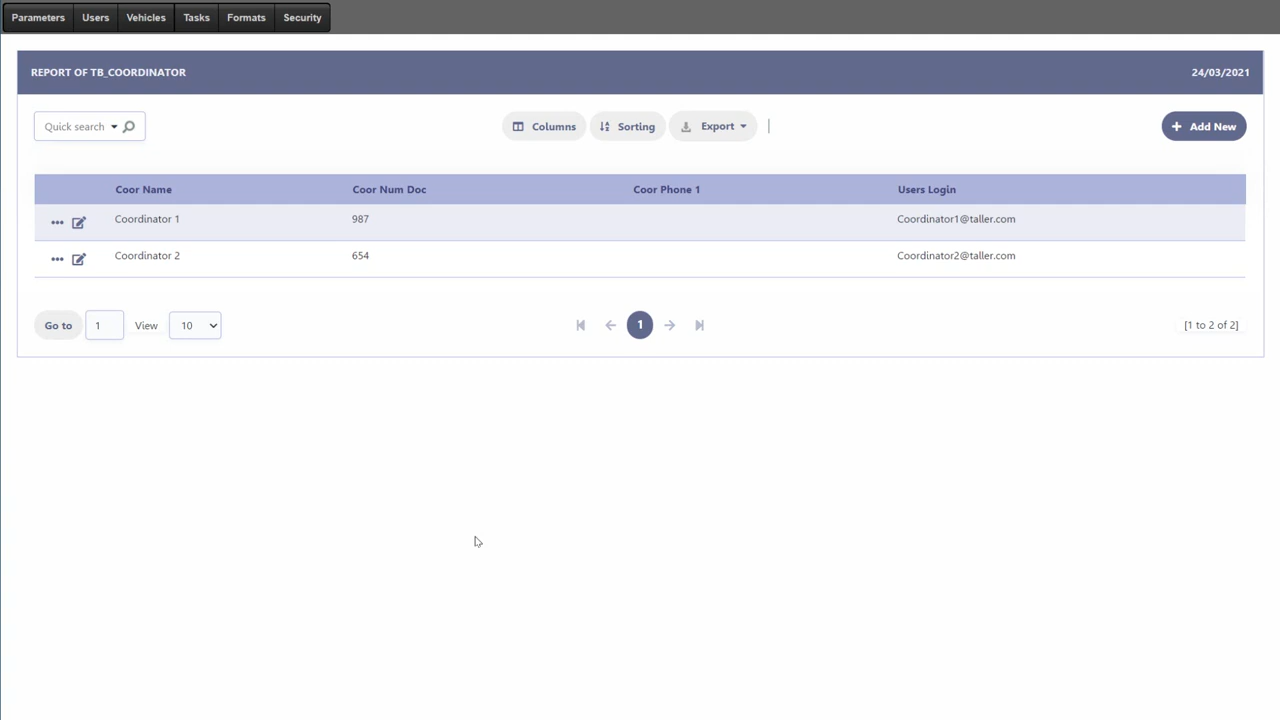 Parameters Users Vehicles Tasks Formats Security
REPORT OF TB_COORDINATOR 24/03/2021
Quick search Columns Sorting Export Add New
Coor Name Coor Num Doc Coor Phone 1 Users Login
Coordinator 1 987 Coordinator1@taller.com
Coordinator 2 654 Coordinator2@taller.com
Go to 1 View 10 1 [1 to 2 of 2]